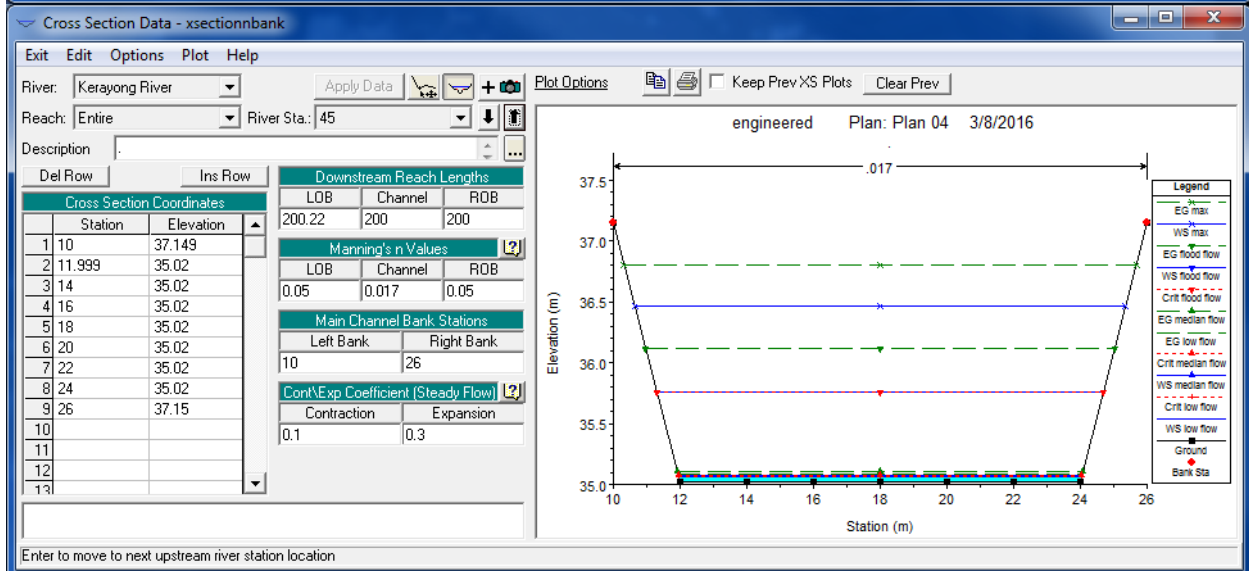 Cross Section Data - xsectionnbank
Exit Edit Options Plot Help
River: Kerayong River
Apply Data
+
Reach: Entire
River Sta.: 45
Description .
...
Del Row Ins Row
Cross Section Coordinates
Station Elevation
1 10 37.149
2 11.999 35.02
3 14 35.02
4 16 35.02
5 18 35.02
6 20 35.02
7 22 35.02
8 24 35.02
9 26 37.15
10
11
12
13
Downstream Reach Lengths
LOB Channel ROB
200.22 200 200
Manning's n Values
?
LOB Channel ROB
0.05 0.017 0.05
Main Channel Bank Stations
Left Bank Right Bank
10 26
Cont\Exp Coefficient (Steady Flow)
?
Contraction Expansion
0.1 0.3
Plot Options
Keep Prev XS Plots
Clear Prev
engineered Plan: Plan 04 3/8/2016
.
.017
37.5
37.0
36.5
36.0
35.5
35.0
Elevation (m)
10 12 14 16 18 20 22 24 26
Station (m)
Legend
EG max
WS max
EG flood flow
WS flood flow
Crit flood flow
EG median flow
EG low flow
Crit median flow
WS median flow
Crit low flow
WS low flow
Ground
Bank Sta
Enter to move to next upstream river station location